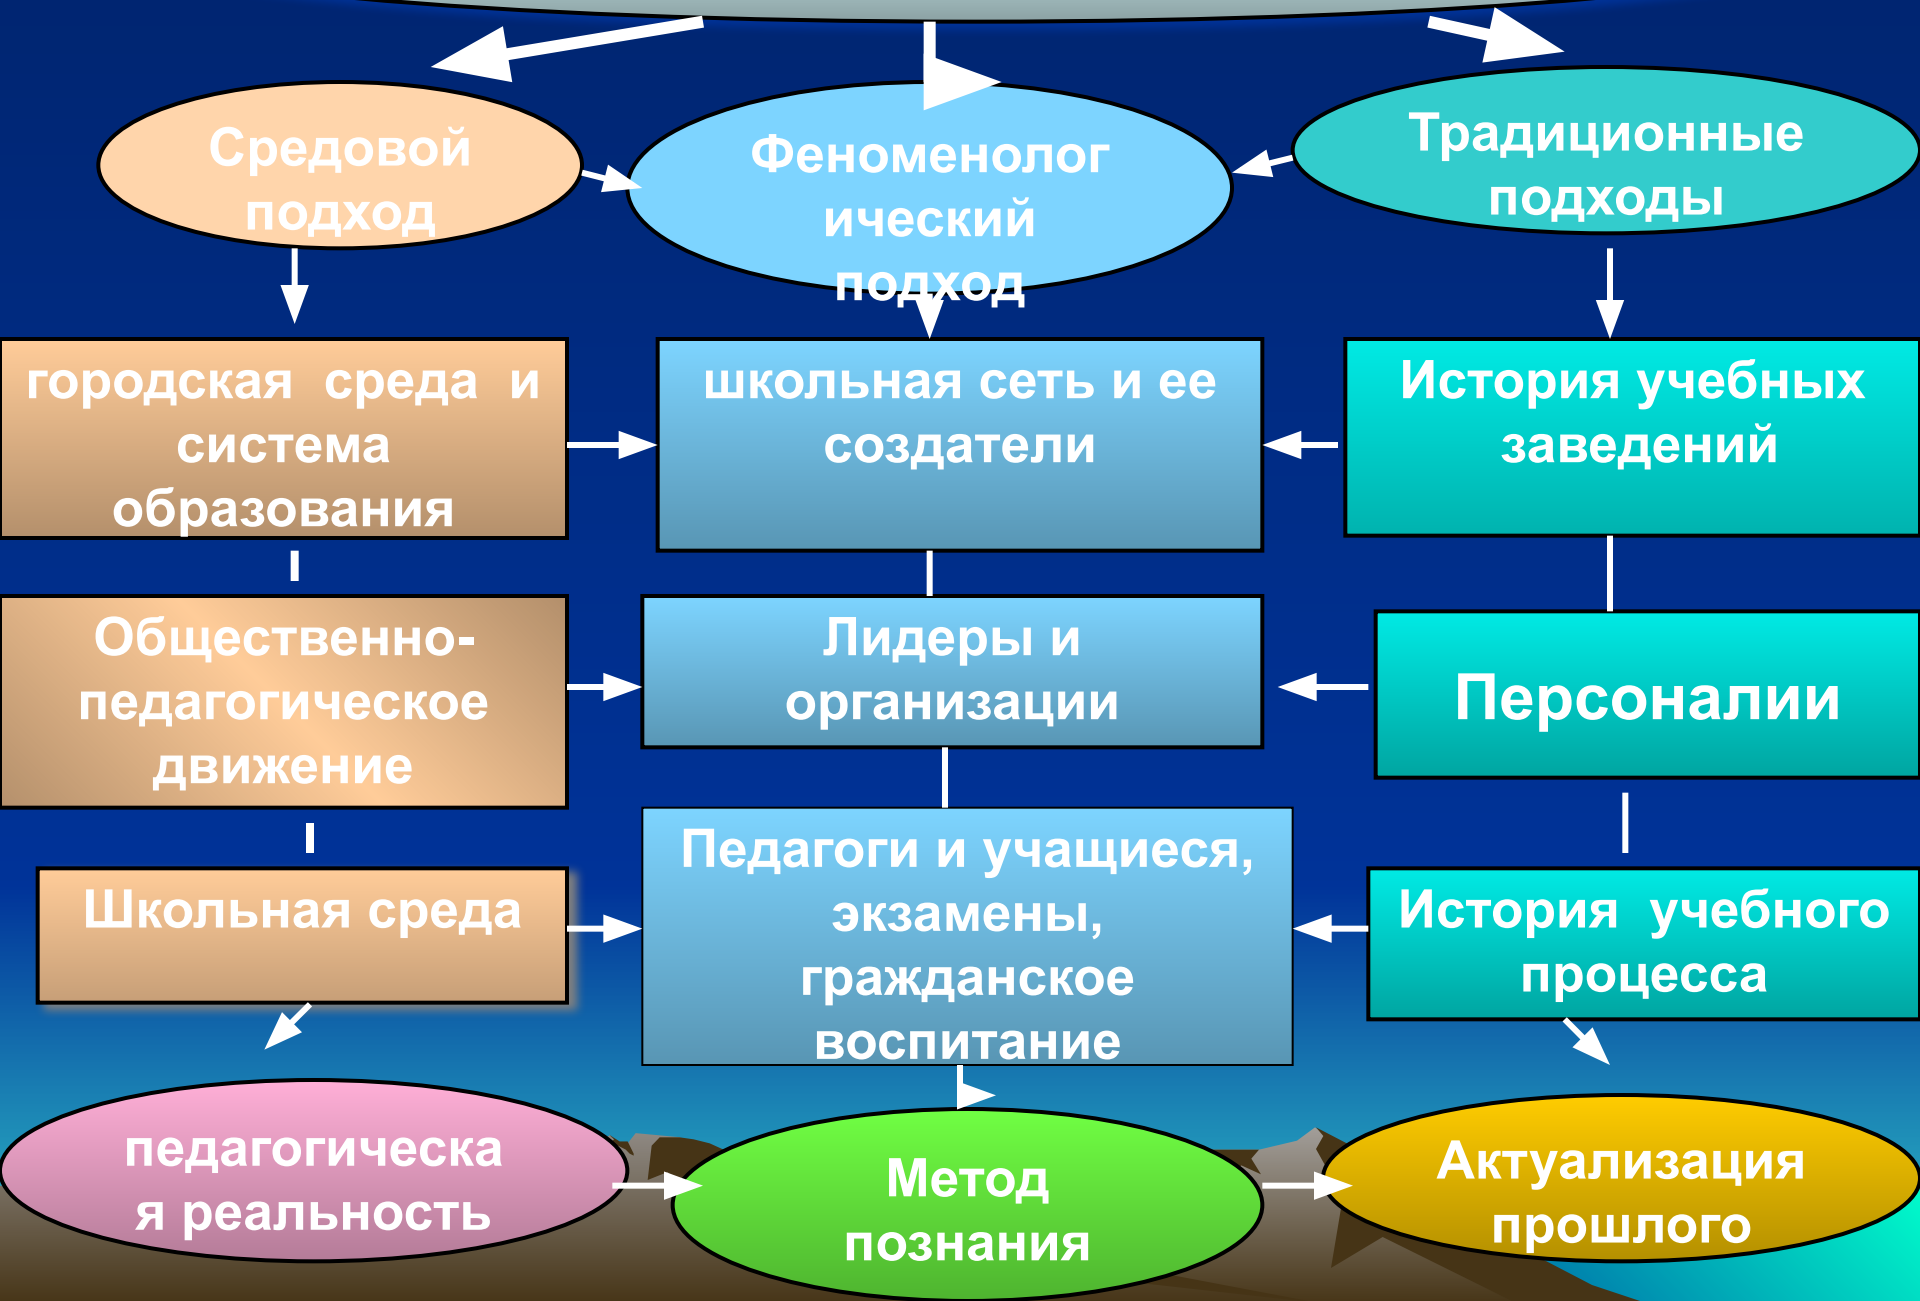 Средовой
подход
Феноменолог
ический
подход
Традиционные
подходы
городская среда и
система
образования
школьная сеть и ее
создатели
История учебных
заведений
Общественно-
педагогическое
движение
Лидеры и
организации
Персоналии
Школьная среда
Педагоги и учащиеся,
экзамены,
гражданское
воспитание
История учебного
процесса
педагогическа
я реальность
Метод
познания
Актуализация
прошлого